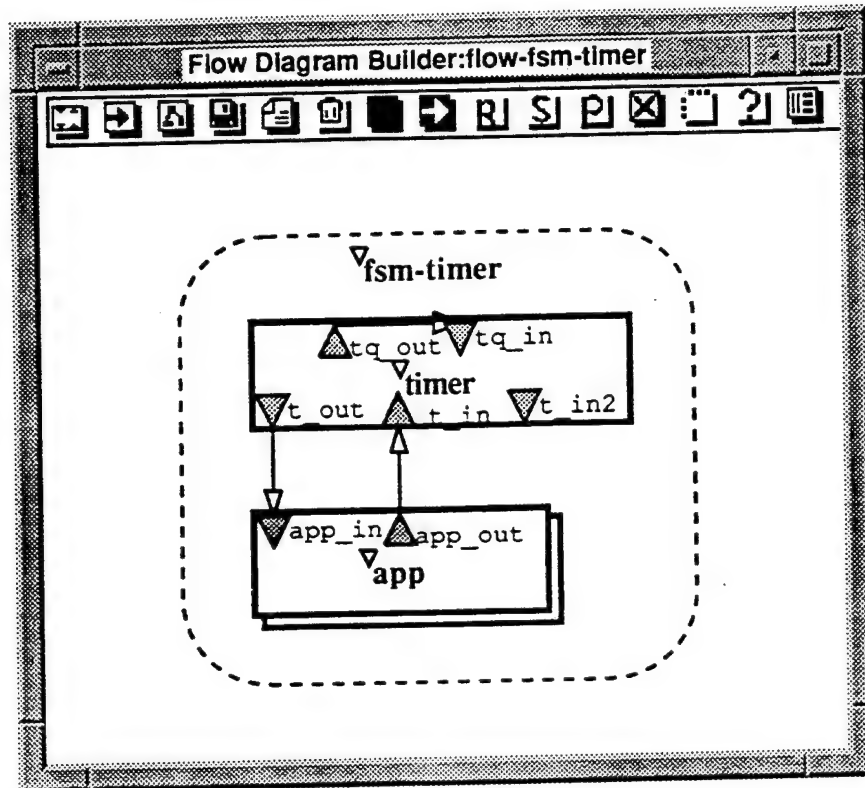 Flow Diagram Builder:flow-fsm-timer
R S P ?
fsm-timer
tq_out tq_in
timer
t_out t_in t_in2
app_in app_out
app